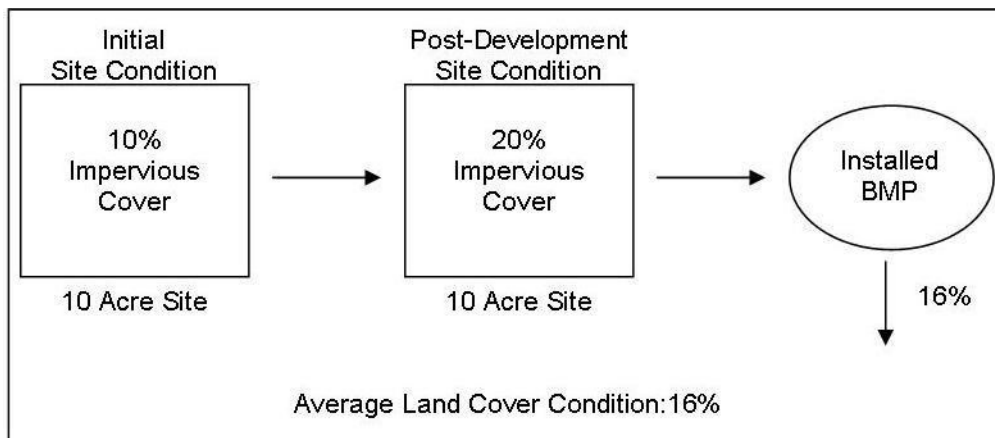 Initial
Site Condition
10%
Impervious
Cover
10 Acre Site
Post-Development
Site Condition
20%
Impervious
Cover
10 Acre Site
Installed
BMP
16%
Average Land Cover Condition:16%